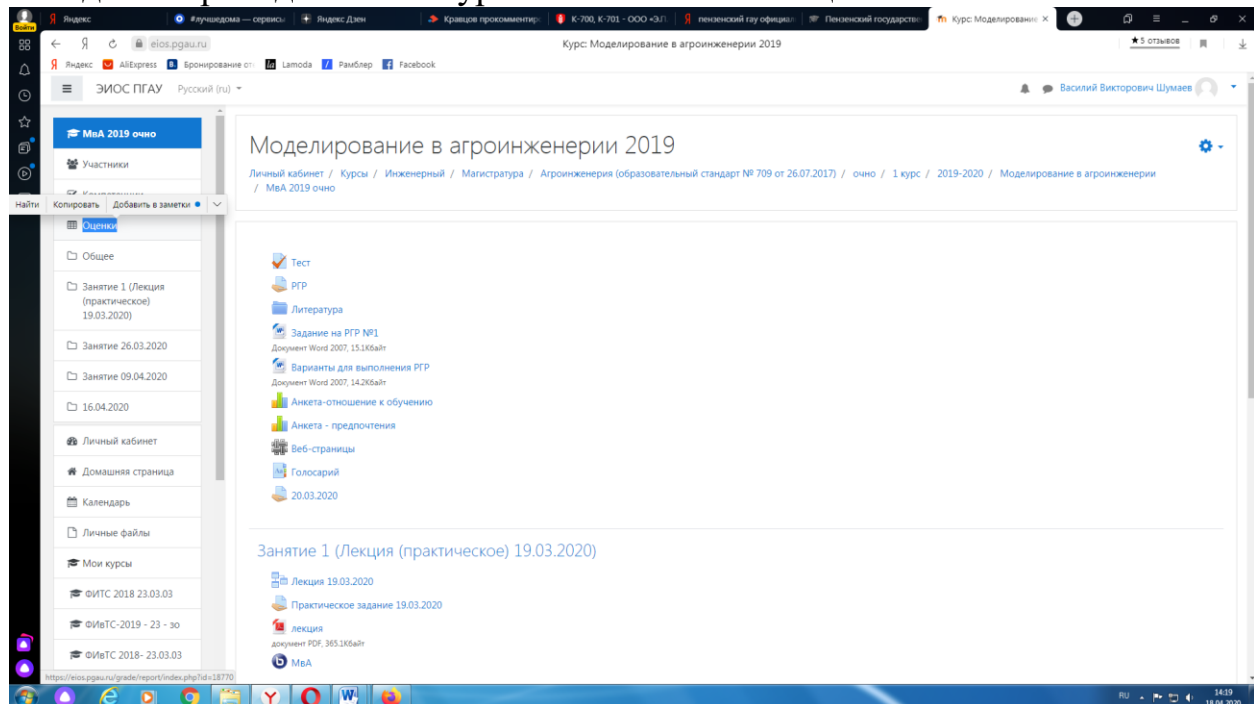 Яндекс
#лучшедома — сервисы
Яндекс.Дзен
Кравцов прокомментиро
К-700, К-701 - ООО «ЭЛ
пензенский гау официал
Пензенский государстве
Курс: Моделирование
Войти
eios.pgau.ru
Курс: Моделирование в агроинженерии 2019
★5 отзывов
Яндекс
AliExpress
Бронирование от
Lamoda
Рамблер
Facebook
ЭИОС ПГАУ
Русский (ru)
Василий Викторович Шумаев
МвА 2019 очно
Участники
Найти
Копировать
Добавить в заметки
Оценки
Общее
Занятие 1 (Лекция
(практическое)
19.03.2020)
Занятие 26.03.2020
Занятие 09.04.2020
16.04.2020
Личный кабинет
Домашняя страница
Календарь
Личные файлы
Мои курсы
ФИТС 2018 23.03.03
ФИвТС-2019 - 23 - зо
ФИвТС 2018- 23.03.03
Моделирование в агроинженерии 2019
Личный кабинет / Курсы / Инженерный / Магистратура / Агроинженерия (образовательный стандарт № 709 от 26.07.2017) / очно / 1 курс / 2019-2020 / Моделирование в агроинженерии
/ МвА 2019 очно
Тест
РГР
Литература
Задание на РГР №1
Документ Word 2007, 15.1Кбайт
Варианты для выполнения РГР
Документ Word 2007, 14.2Кбайт
Анкета-отношение к обучению
Анкета - предпочтения
Веб-страницы
Голосарий
20.03.2020
Занятие 1 (Лекция (практическое) 19.03.2020)
Лекция 19.03.2020
Практическое задание 19.03.2020
лекция
документ PDF, 365.1Кбайт
МвА
https://eios.pgau.ru/grade/report/index.php?id=18770
RU
14:19
18.04.2020